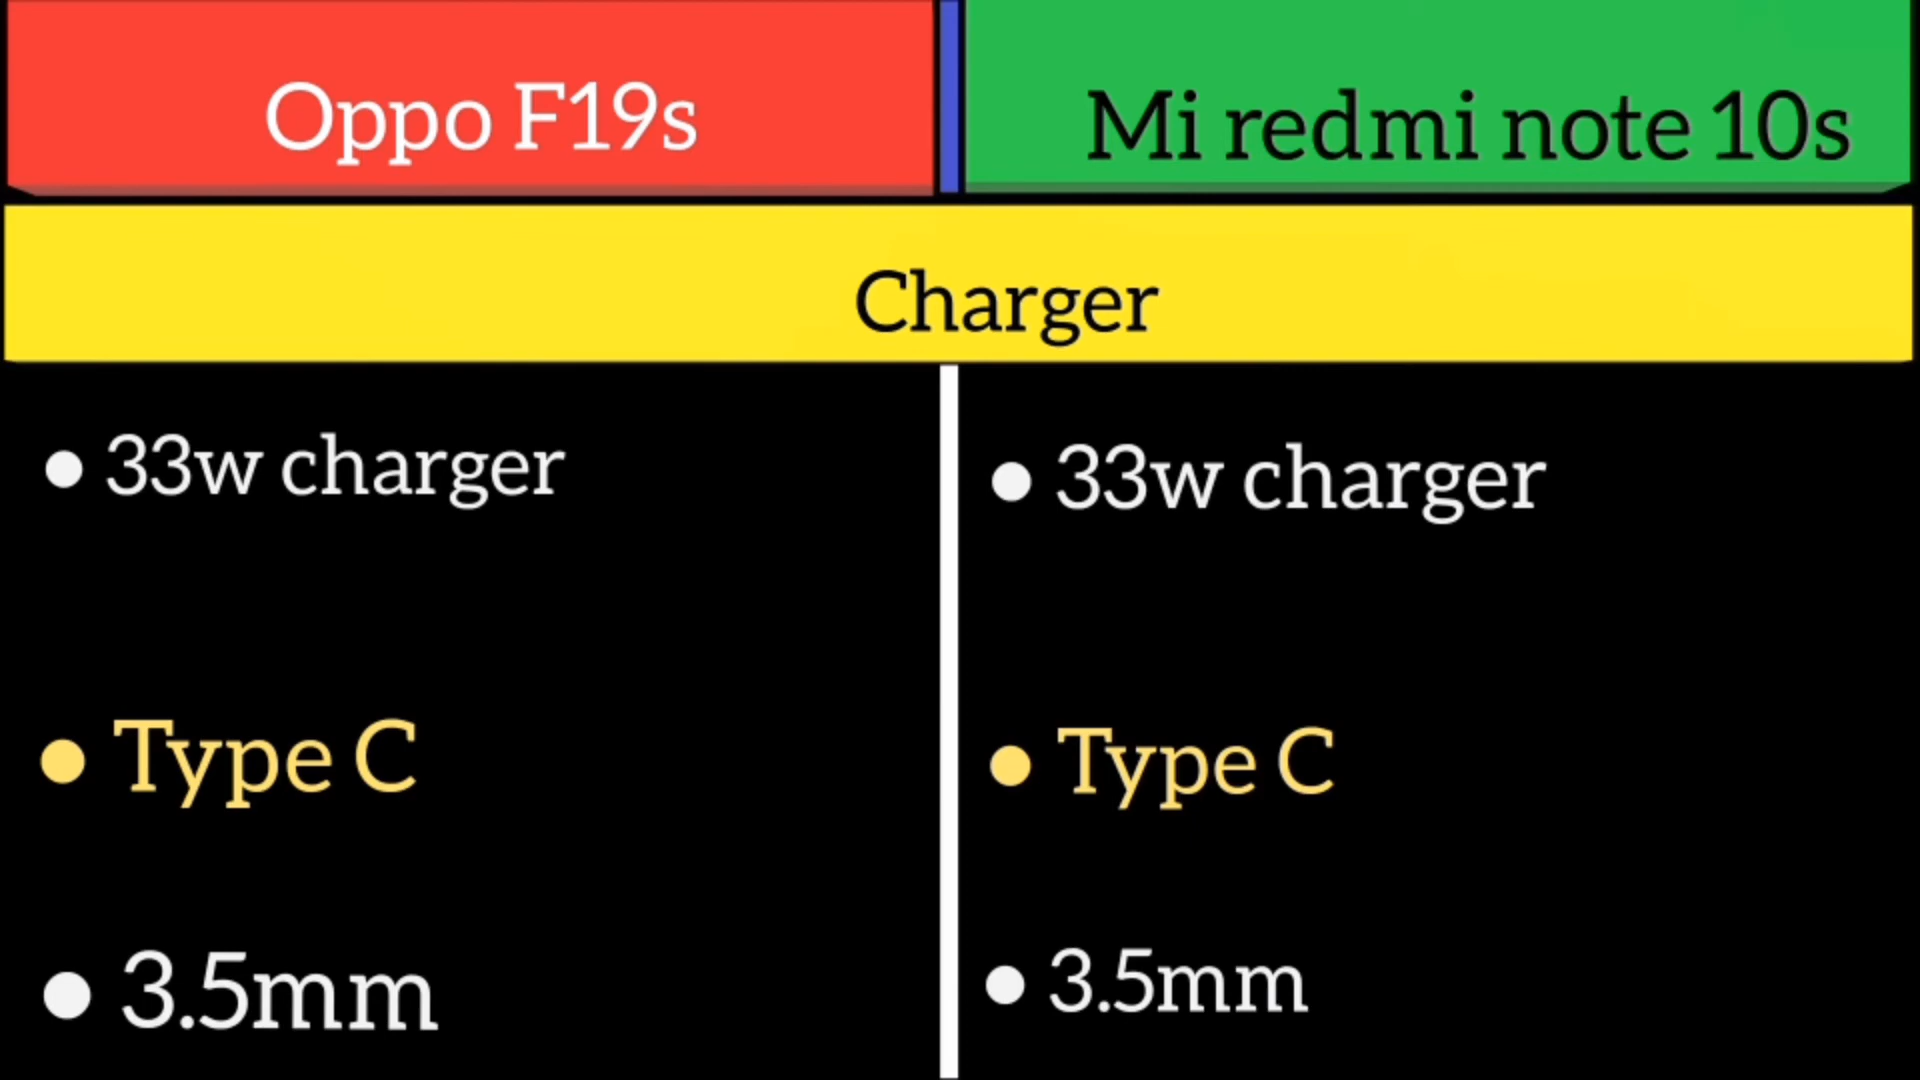 Oppo F19s
Mi redmi note 10s
Charger
• 33w charger
• 33w charger
• Type C
• Type C
• 3.5mm
• 3.5mm